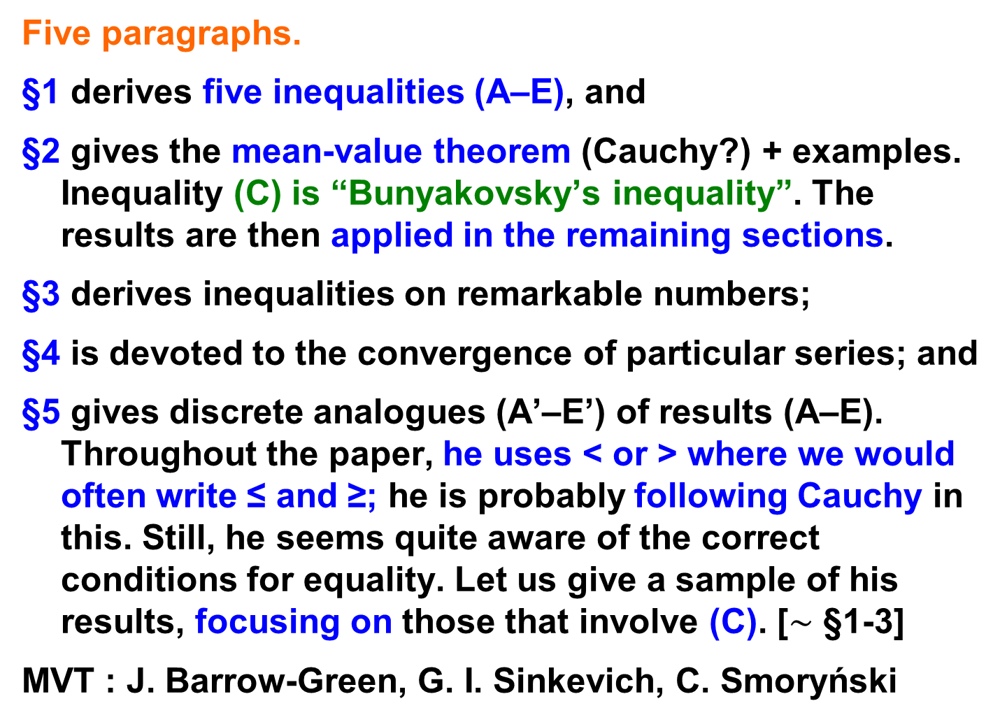 Five paragraphs.
§1 derives five inequalities (A–E), and
§2 gives the mean-value theorem (Cauchy?) + examples.
Inequality (C) is “Bunyakovsky’s inequality”. The
results are then applied in the remaining sections.
§3 derives inequalities on remarkable numbers;
§4 is devoted to the convergence of particular series; and
§5 gives discrete analogues (A’–E’) of results (A–E).
Throughout the paper, he uses < or > where we would
often write ≤ and ≥; he is probably following Cauchy in
this. Still, he seems quite aware of the correct
conditions for equality. Let us give a sample of his
results, focusing on those that involve (C). [~ §1-3]
MVT : J. Barrow-Green, G. I. Sinkevich, C. Smoryński